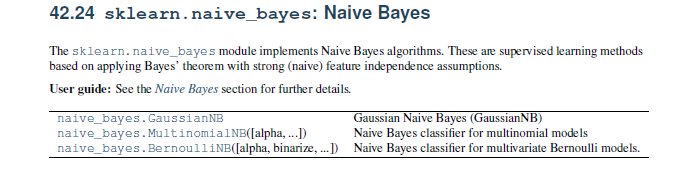 42.24 sklearn.naive_bayes: Naive Bayes
The sklearn.naive_bayes module implements Naive Bayes algorithms. These are supervised learning methods
based on applying Bayes’ theorem with strong (naive) feature independence assumptions.
User guide: See the Naive Bayes section for further details.
naive_bayes.GaussianNB Gaussian Naive Bayes (GaussianNB)
naive_bayes.MultinomialNB([alpha, ...]) Naive Bayes classifier for multinomial models
naive_bayes.BernoulliNB([alpha, binarize, ...]) Naive Bayes classifier for multivariate Bernoulli models.